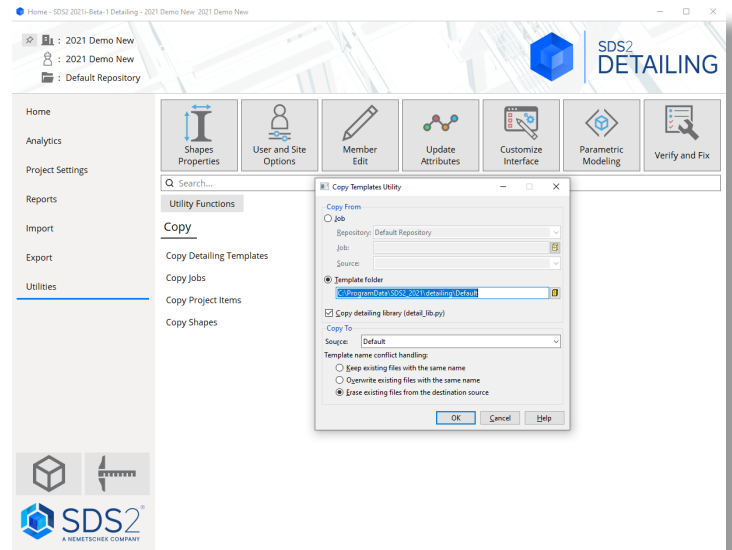 Home - SDS2 2021i-Beta-1 Detailing - 2021 Demo New 2021 Demo New
: 2021 Demo New
: 2021 Demo New
: Default Repository
SDS2
DETAILING
Home
Analytics
Project Settings
Reports
Import
Export
Utilities
Shapes
Properties
User and Site
Options
Member
Edit
Update
Attributes
Customize
Interface
Parametric
Modeling
Verify and Fix
Search...
Utility Functions
Copy
Copy Detailing Templates
Copy Jobs
Copy Project Items
Copy Shapes
Copy Templates Utility
Copy From
Job
Repository: Default Repository
Job:
Source:
Template folder
C:\ProgramData\SDS2_2021\detailing\Default
Copy detailing library (detail_lib.py)
Copy To
Source: Default
Template name conflict handling:
Keep existing files with the same name
Overwrite existing files with the same name
Erase existing files from the destination source
OK Cancel Help
SDS2®
A NEMETSCHEK COMPANY